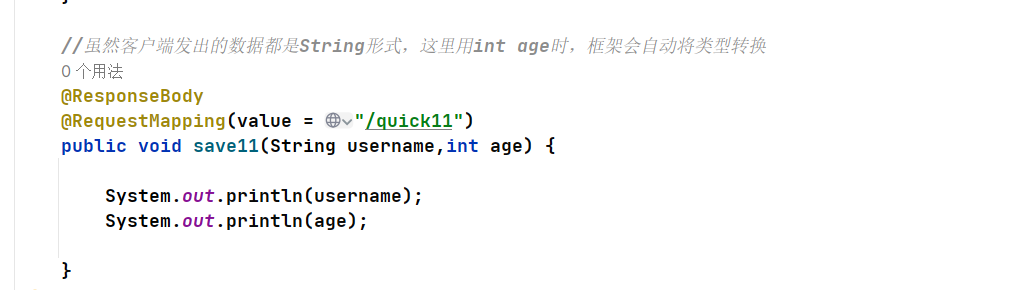 //虽然客户端发出的数据都是String形式，这里用int age时，框架会自动将类型转换
0 个用法
@ResponseBody
@RequestMapping(value = "/quick11")
public void save11(String username,int age) {
System.out.println(username);
System.out.println(age);
}